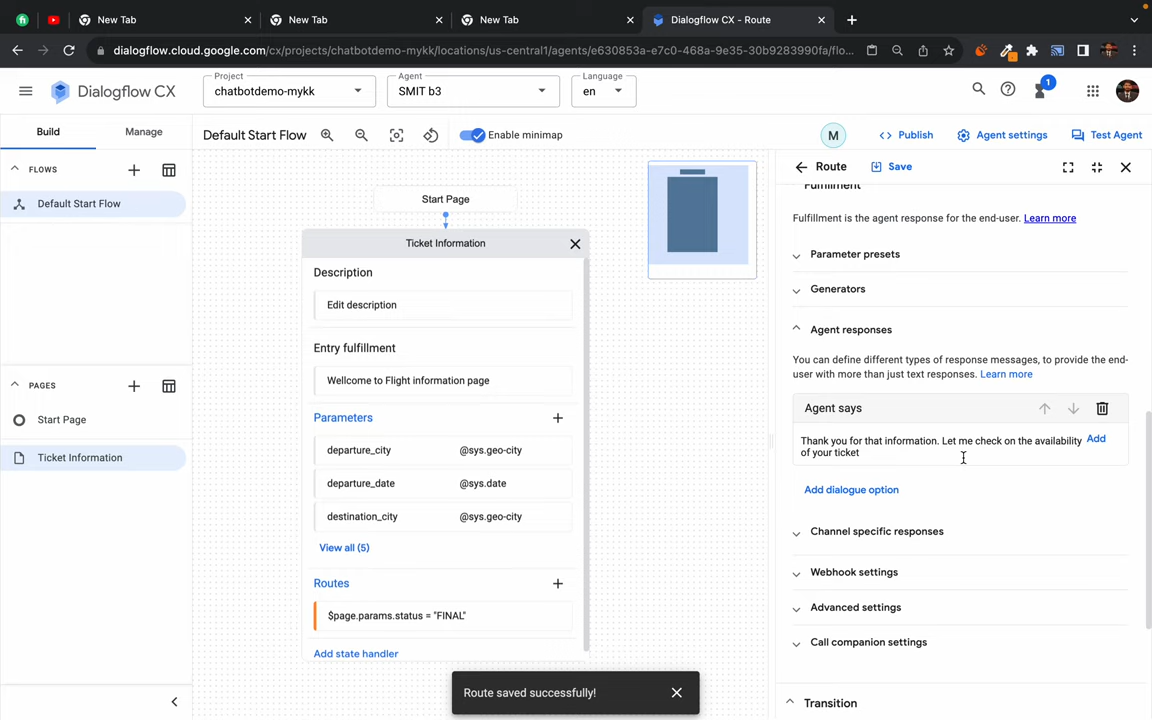 New Tab
New Tab
New Tab
Dialogflow CX - Route
dialogflow.cloud.google.com/cx/projects/chatbotdemo-mykk/locations/us-central1/agents/e630853a-e7c0-468a-9e35-30b9283990fa/flo...
Dialogflow CX
Project
chatbotdemo-mykk
Agent
SMIT b3
Language
en
1
Build
Manage
Default Start Flow
Enable minimap
M
Publish
Agent settings
Test Agent
FLOWS
Default Start Flow
PAGES
Start Page
Ticket Information
Start Page
Ticket Information
Description
Edit description
Entry fulfillment
Wellcome to Flight information page
Parameters
departure_city @sys.geo-city
departure_date @sys.date
destination_city @sys.geo-city
View all (5)
Routes
$page.params.status = "FINAL"
Add state handler
Route
Save
Fulfillment
Fulfillment is the agent response for the end-user. Learn more
Parameter presets
Generators
Agent responses
You can define different types of response messages, to provide the end-
user with more than just text responses. Learn more
Agent says
Thank you for that information. Let me check on the availability
of your ticket
Add
Add dialogue option
Channel specific responses
Webhook settings
Advanced settings
Call companion settings
Transition
Route saved successfully!